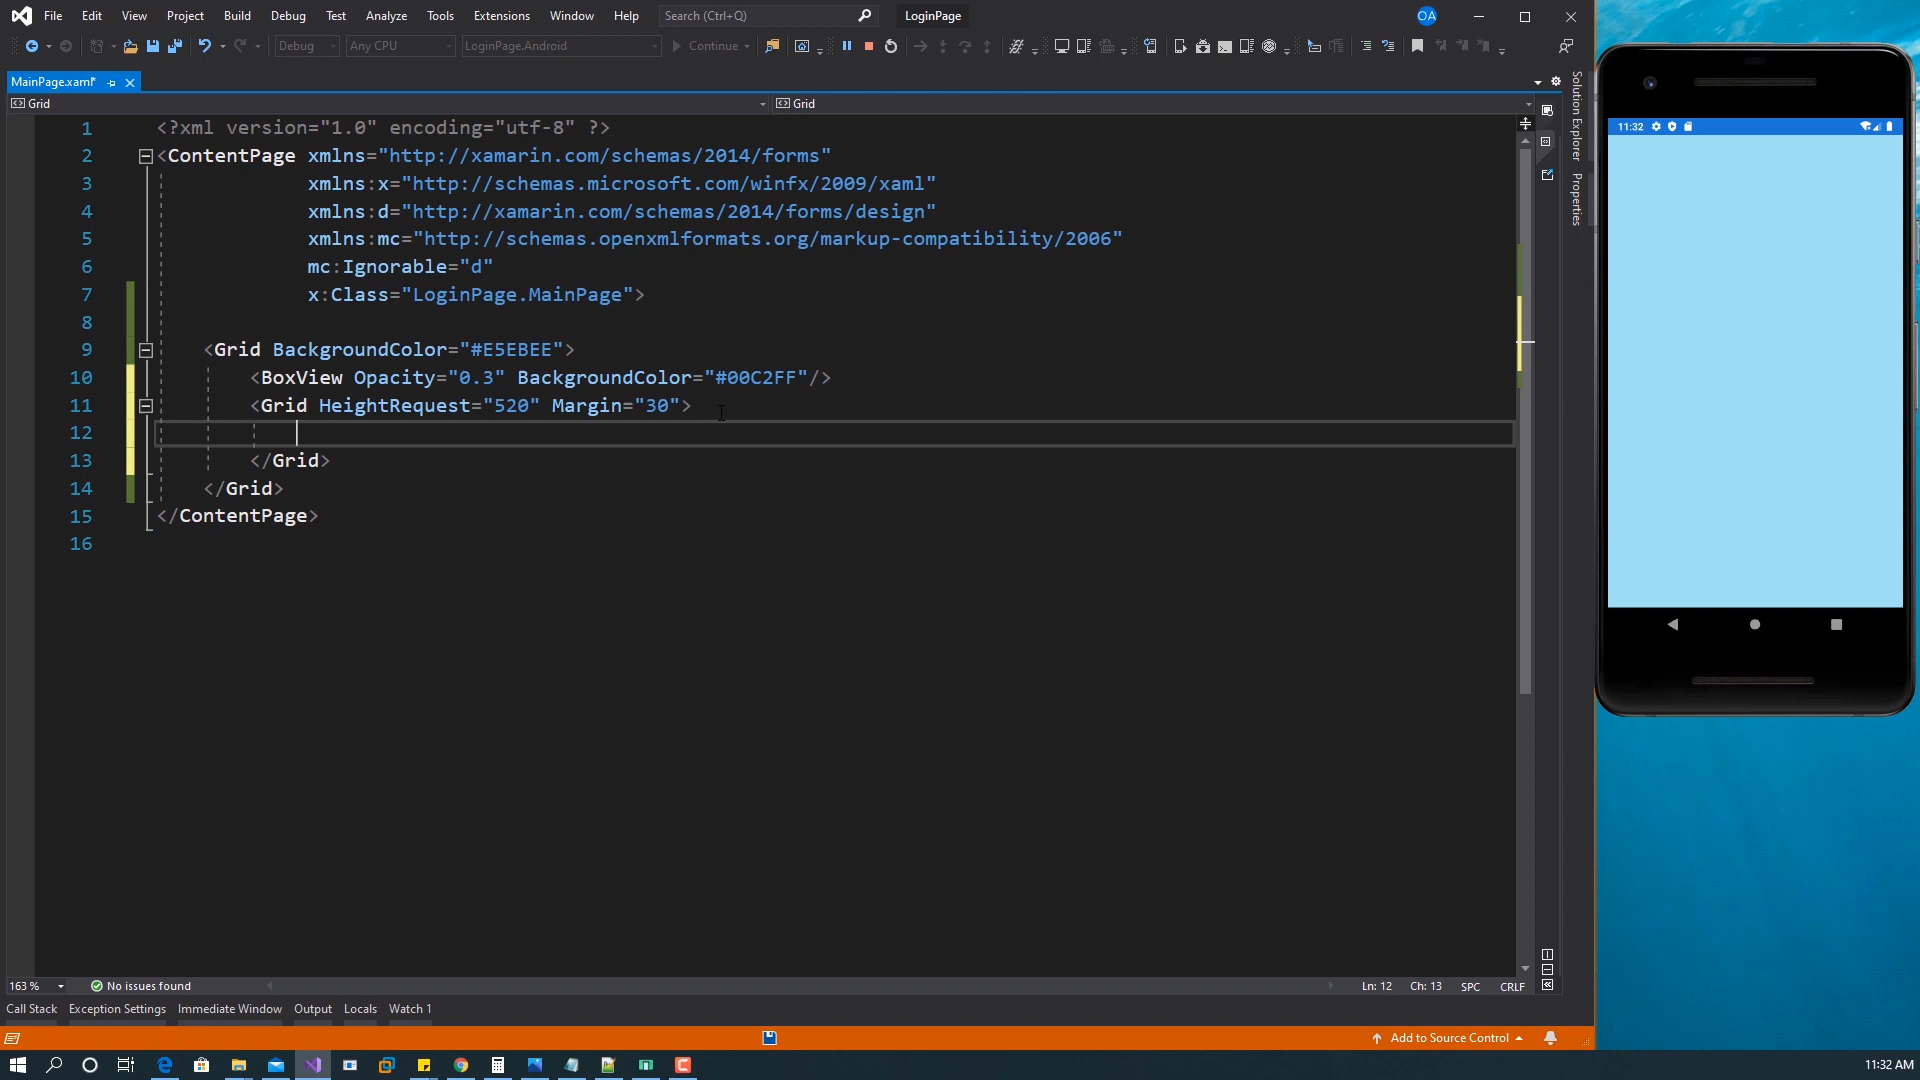 File Edit View Project Build Debug Test Analyze Tools Extensions Window Help Search (Ctrl+Q) LoginPage OA
Debug Any CPU LoginPage.Android Continue
MainPage.xaml*
Grid Grid
1 <?xml version="1.0" encoding="utf-8" ?>
2 <ContentPage xmlns="http://xamarin.com/schemas/2014/forms"
3 xmlns:x="http://schemas.microsoft.com/winfx/2009/xaml"
4 xmlns:d="http://xamarin.com/schemas/2014/forms/design"
5 xmlns:mc="http://schemas.openxmlformats.org/markup-compatibility/2006"
6 mc:Ignorable="d"
7 x:Class="LoginPage.MainPage">
8
9 <Grid BackgroundColor="#E5EBEE">
10 <BoxView Opacity="0.3" BackgroundColor="#00C2FF"/>
11 <Grid HeightRequest="520" Margin="30">
12
13 </Grid>
14 </Grid>
15 </ContentPage>
16
Solution Explorer
Properties
11:32
163 % No issues found Ln: 12 Ch: 13 SPC CRLF
Call Stack Exception Settings Immediate Window Output Locals Watch 1
Add to Source Control
11:32 AM